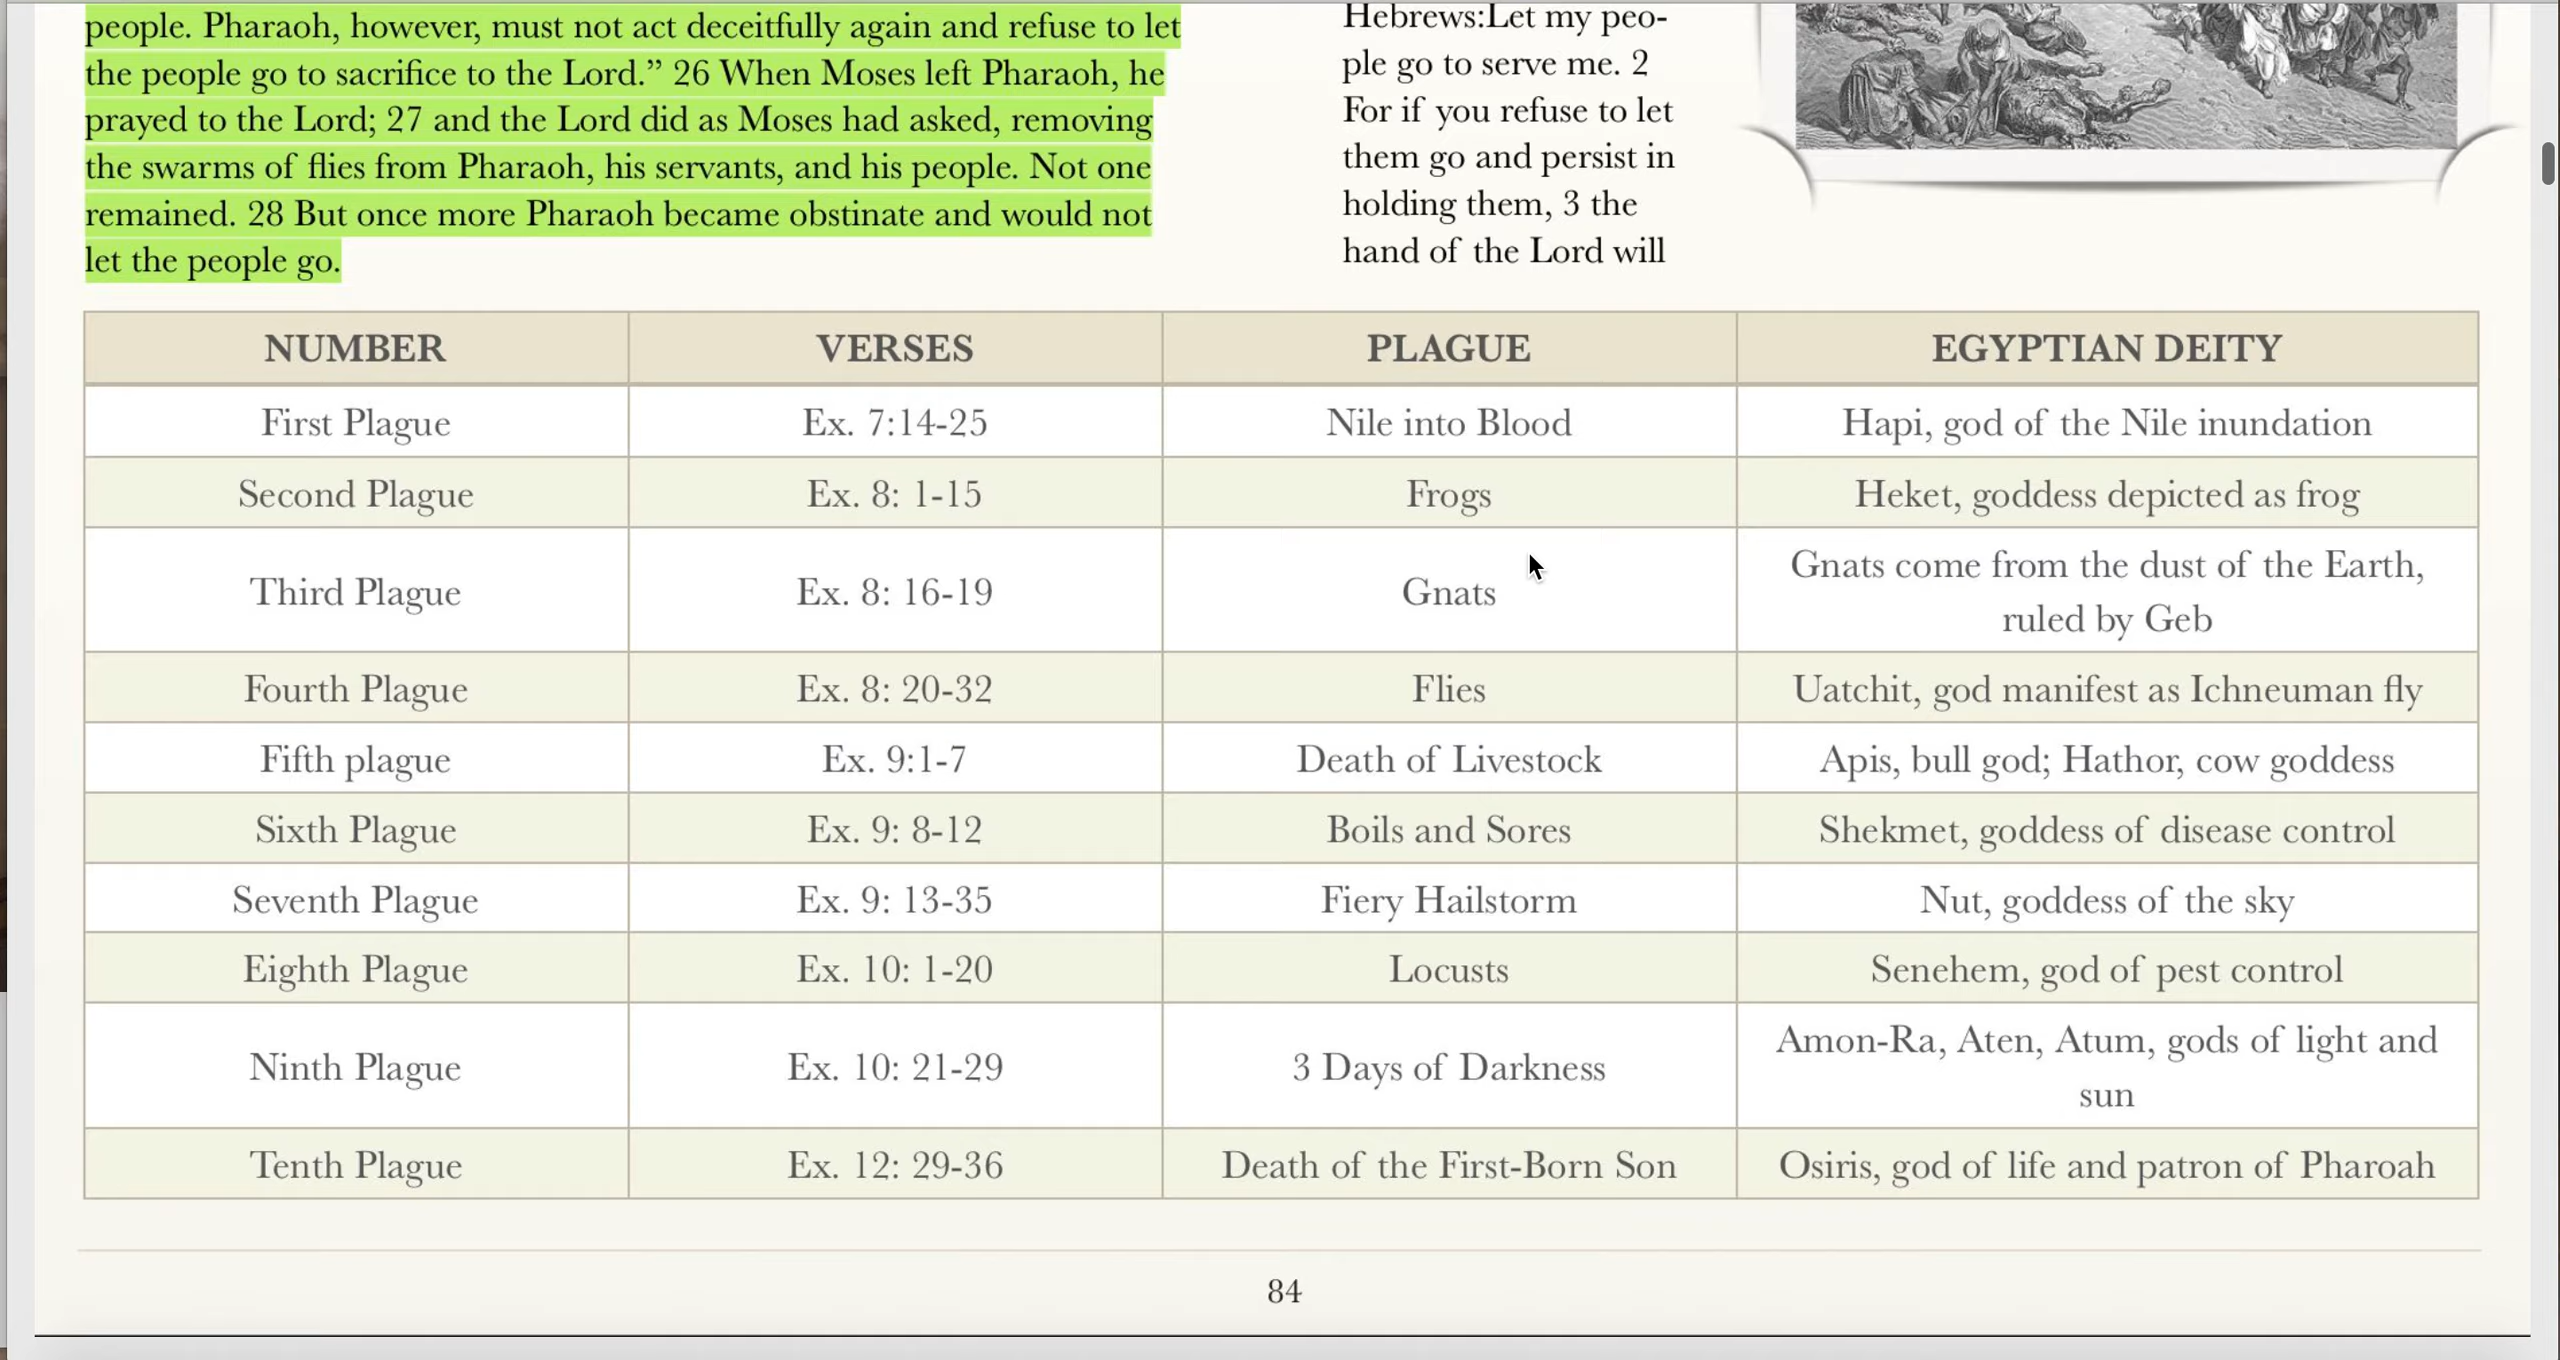 people. Pharaoh, however, must not act deceitfully again and refuse to let
the people go to sacrifice to the Lord.” 26 When Moses left Pharaoh, he
prayed to the Lord; 27 and the Lord did as Moses had asked, removing
the swarms of flies from Pharaoh, his servants, and his people. Not one
remained. 28 But once more Pharaoh became obstinate and would not
let the people go.
Hebrews:Let my peo-
ple go to serve me. 2
For if you refuse to let
them go and persist in
holding them, 3 the
hand of the Lord will
NUMBER VERSES PLAGUE EGYPTIAN DEITY
First Plague Ex. 7:14-25 Nile into Blood Hapi, god of the Nile inundation
Second Plague Ex. 8: 1-15 Frogs Heket, goddess depicted as frog
Third Plague Ex. 8: 16-19 Gnats Gnats come from the dust of the Earth,
ruled by Geb
Fourth Plague Ex. 8: 20-32 Flies Uatchit, god manifest as Ichneuman fly
Fifth plague Ex. 9:1-7 Death of Livestock Apis, bull god; Hathor, cow goddess
Sixth Plague Ex. 9: 8-12 Boils and Sores Shekmet, goddess of disease control
Seventh Plague Ex. 9: 13-35 Fiery Hailstorm Nut, goddess of the sky
Eighth Plague Ex. 10: 1-20 Locusts Senehem, god of pest control
Ninth Plague Ex. 10: 21-29 3 Days of Darkness Amon-Ra, Aten, Atum, gods of light and
sun
Tenth Plague Ex. 12: 29-36 Death of the First-Born Son Osiris, god of life and patron of Pharoah
84